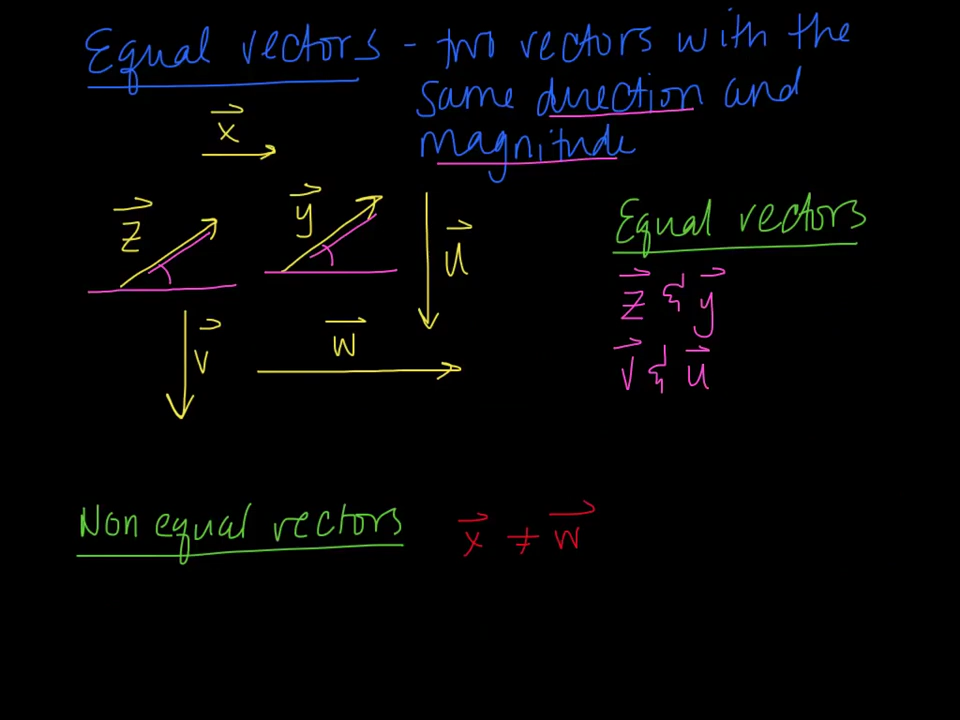 Equal vectors - two vectors with the
same direction and
magnitude
x⃗
z⃗
y⃗
u⃗
v⃗
w⃗
Equal vectors
z⃗ & y⃗
v⃗ & u⃗
Non equal vectors x⃗ ≠ w⃗